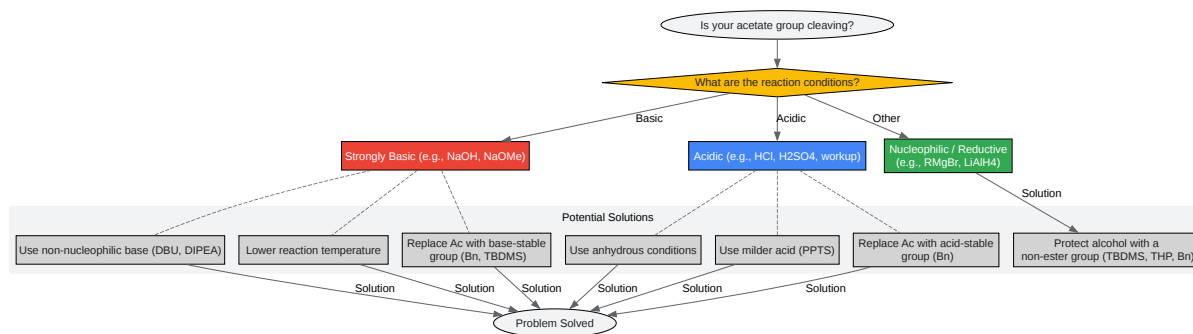 Is your acetate group cleaving?
What are the reaction conditions?
Basic
Acidic
Other
Strongly Basic (e.g., NaOH, NaOMe)
Acidic (e.g., HCl, H2SO4, workup)
Nucleophilic / Reductive
(e.g., RMgBr, LiAlH4)
Solution
Potential Solutions
Use non-nucleophilic base (DBU, DIPEA)
Lower reaction temperature
Replace Ac with base-stable
group (Bn, TBDMS)
Use anhydrous conditions
Use milder acid (PPTS)
Replace Ac with acid-stable
group (Bn)
Protect alcohol with a
non-ester group (TBDMS, THP, Bn)
Solution
Solution
Solution
Solution
Solution
Solution
Problem Solved